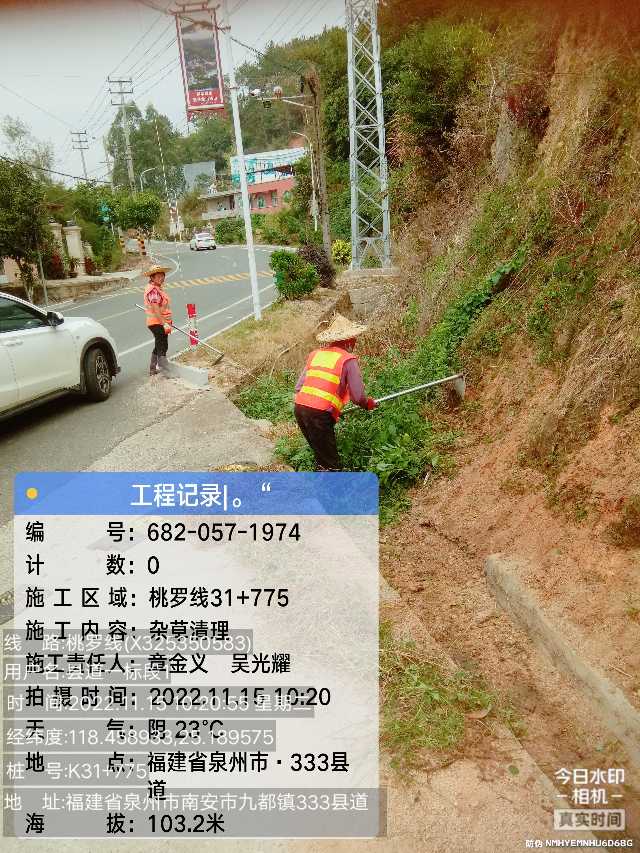 工程记录|。“
编 号：682-057-1974
计 数：0
施工区域：桃罗线31+775
施工内容：杂草清理
线 路:桃罗线(X325350583)
施工责任人：章金义 吴光耀
用户名:县道一标段1
拍摄时间：2022.11.15 10:20
时 间:2022.11.15 10:20:55 星期二
天 气：阴 23℃
经纬度:118.458933,25.189575
地 点：福建省泉州市·333县道
桩 号:K31+775
地 址:福建省泉州市南安市九都镇333县道
海 拔：103.2米
今日水印
相机
真实时间
防伪 NMHYEMNHU6D6BG